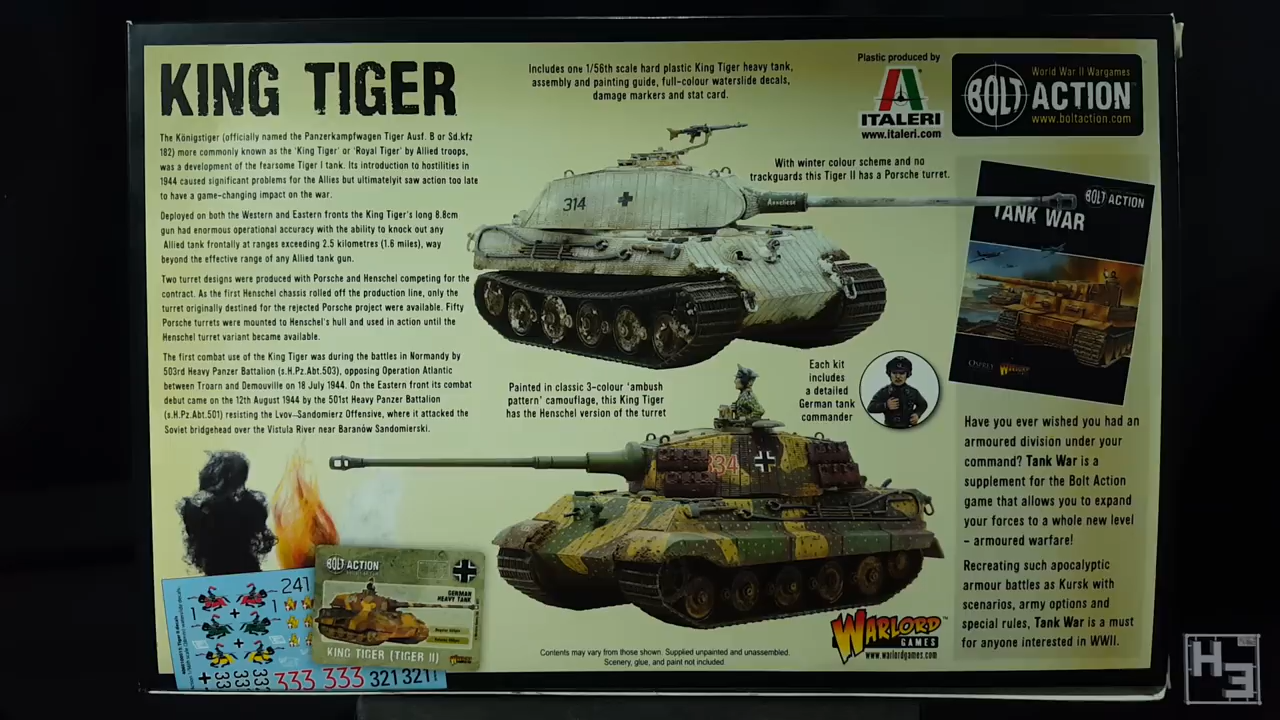 KING TIGER
The Königstiger (officially named the Panzerkampfwagen Tiger Ausf. B or Sd.kfz
182) more commonly known as the 'King Tiger' or 'Royal Tiger' by Allied troops,
was a development of the fearsome Tiger I tank. Its introduction to hostilities in
1944 caused significant problems for the Allies but ultimatelyit saw action too late
to have a game-changing impact on the war.
Deployed on both the Western and Eastern fronts the King Tiger's long 8.8cm
gun had enormous operational accuracy with the ability to knock out any
Allied tank frontally at ranges exceeding 2.5 kilometres (1.6 miles), way
beyond the effective range of any Allied tank gun.
Two turret designs were produced with Porsche and Henschel competing for the
contract. As the first Henschel chassis rolled off the production line, only the
turret originally destined for the rejected Porsche project were available. Fifty
Porsche turrets were mounted to Henschel's hull and used in action until the
Henschel turret variant became available.
The first combat use of the King Tiger was during the battles in Normandy by
503rd Heavy Panzer Battalion (s.H.Pz.Abt.503), opposing Operation Atlantic
between Troarn and Demouville on 18 July 1944. On the Eastern front its combat
debut came on the 12th August 1944 by the 501st Heavy Panzer Battalion
(s.H.Pz.Abt.501) resisting the Lvov–Sandomierz Offensive, where it attacked the
Soviet bridgehead over the Vistula River near Baranów Sandomierski.
Includes one 1/56th scale hard plastic King Tiger heavy tank,
assembly and painting guide, full-colour waterslide decals,
damage markers and stat card.
Plastic produced by
ITALERI
www.italeri.com
World War II Wargames
BOLT ACTION
www.boltaction.com
With winter colour scheme and no
trackguards this Tiger II has a Porsche turret.
314
Anneliese
BOLT ACTION
TANK WAR
OSPREY
WARLORD
Each kit
includes
a detailed
German tank
commander
Painted in classic 3-colour 'ambush
pattern' camouflage, this King Tiger
has the Henschel version of the turret
334
Have you ever wished you had an
armoured division under your
command? Tank War is a
supplement for the Bolt Action
game that allows you to expand
your forces to a whole new level
– armoured warfare!
Recreating such apocalyptic
armour battles as Kursk with
scenarios, army options and
special rules, Tank War is a must
for anyone interested in WWII.
BOLT ACTION
GERMAN
HEAVY TANK
KING TIGER (TIGER II)
241
333 333 321 321
WARLORD
GAMES
www.warlordgames.com
Contents may vary from those shown. Supplied unpainted and unassembled.
Scenery, glue, and paint not included
H3